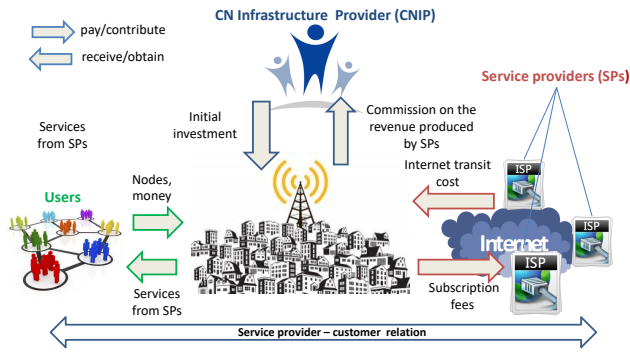 CN Infrastructure Provider (CNIP)
pay/contribute
receive/obtain
Service providers (SPs)
Initial
investment
Commission on the
revenue produced
by SPs
Services
from SPs
Internet transit
cost
ISP
Users
Nodes,
money
ISP
Internet
ISP
Services
from SPs
Subscription
fees
Service provider – customer relation